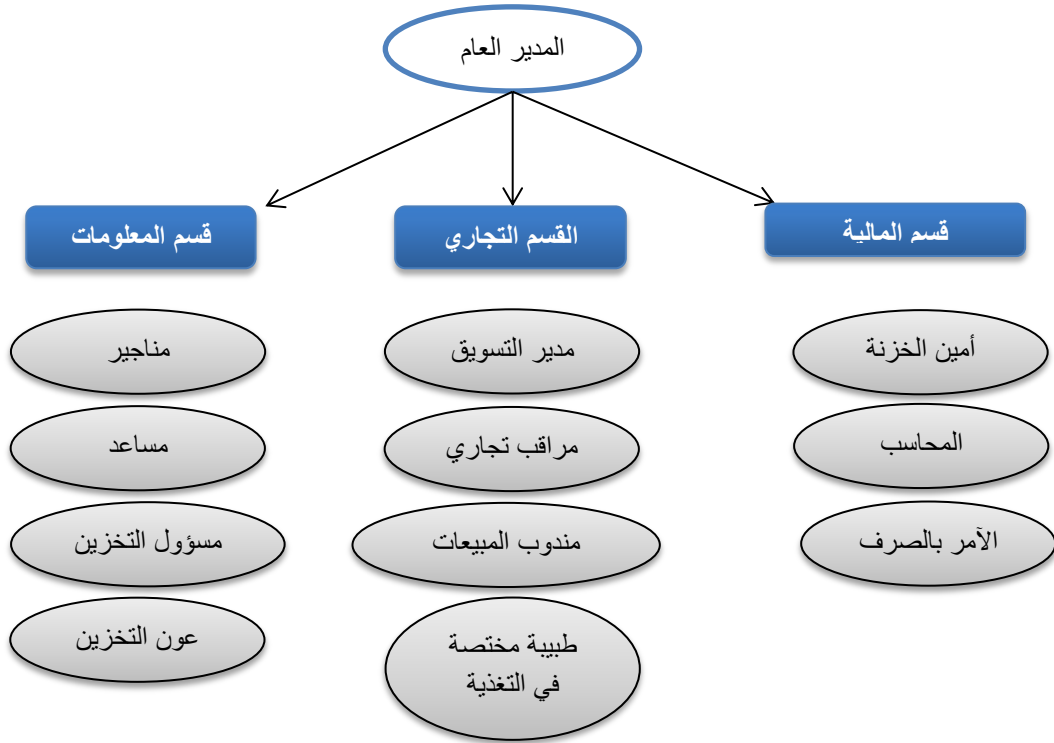 المدير العام
قسم المالية
القسم التجاري
قسم المعلومات
أمين الخزنة
مدير التسويق
مناجير
المحاسب
مراقب تجاري
مساعد
الآمر بالصرف
مندوب المبيعات
مسؤول التخزين
طبيبة مختصة
في التغذية
عون التخزين